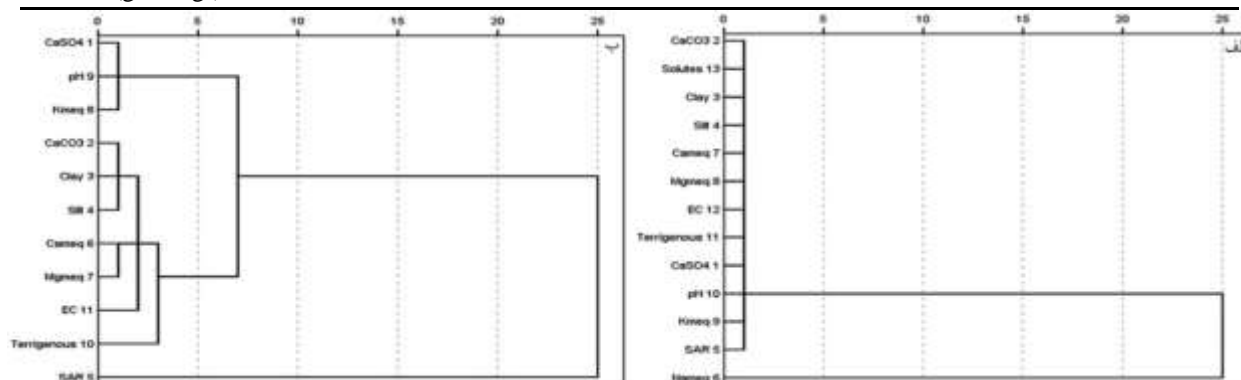 0 5 10 15 20 25
ب
CaSO4 1
pH 9
Kmeq 8
CaCO3 2
Clay 3
Silt 4
Cameq 6
Mgmeq 7
EC 11
Terrigenous 10
SAR 5
0 5 10 15 20 25
الف
CaCO3 2
Solutes 13
Clay 3
Silt 4
Cameq 7
Mgmeq 8
EC 12
Terrigenous 11
CaSO4 1
pH 10
Kmeq 9
SAR 5
Nameq 6